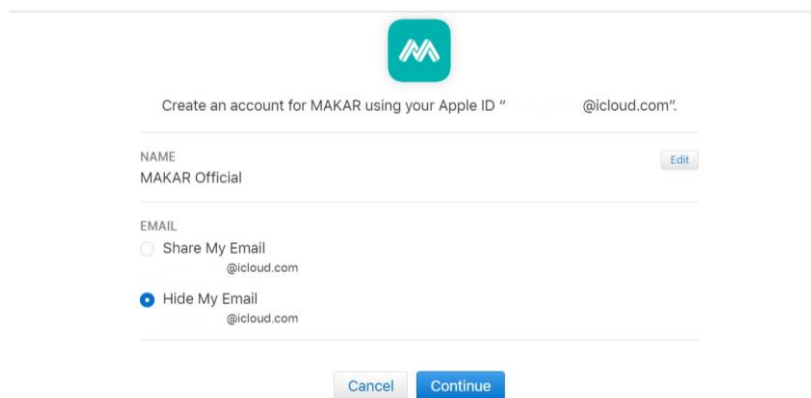 Create an account for MAKAR using your Apple ID “ @icloud.com”.
NAME
Edit
MAKAR Official
EMAIL
Share My Email
@icloud.com
Hide My Email
@icloud.com
Cancel Continue